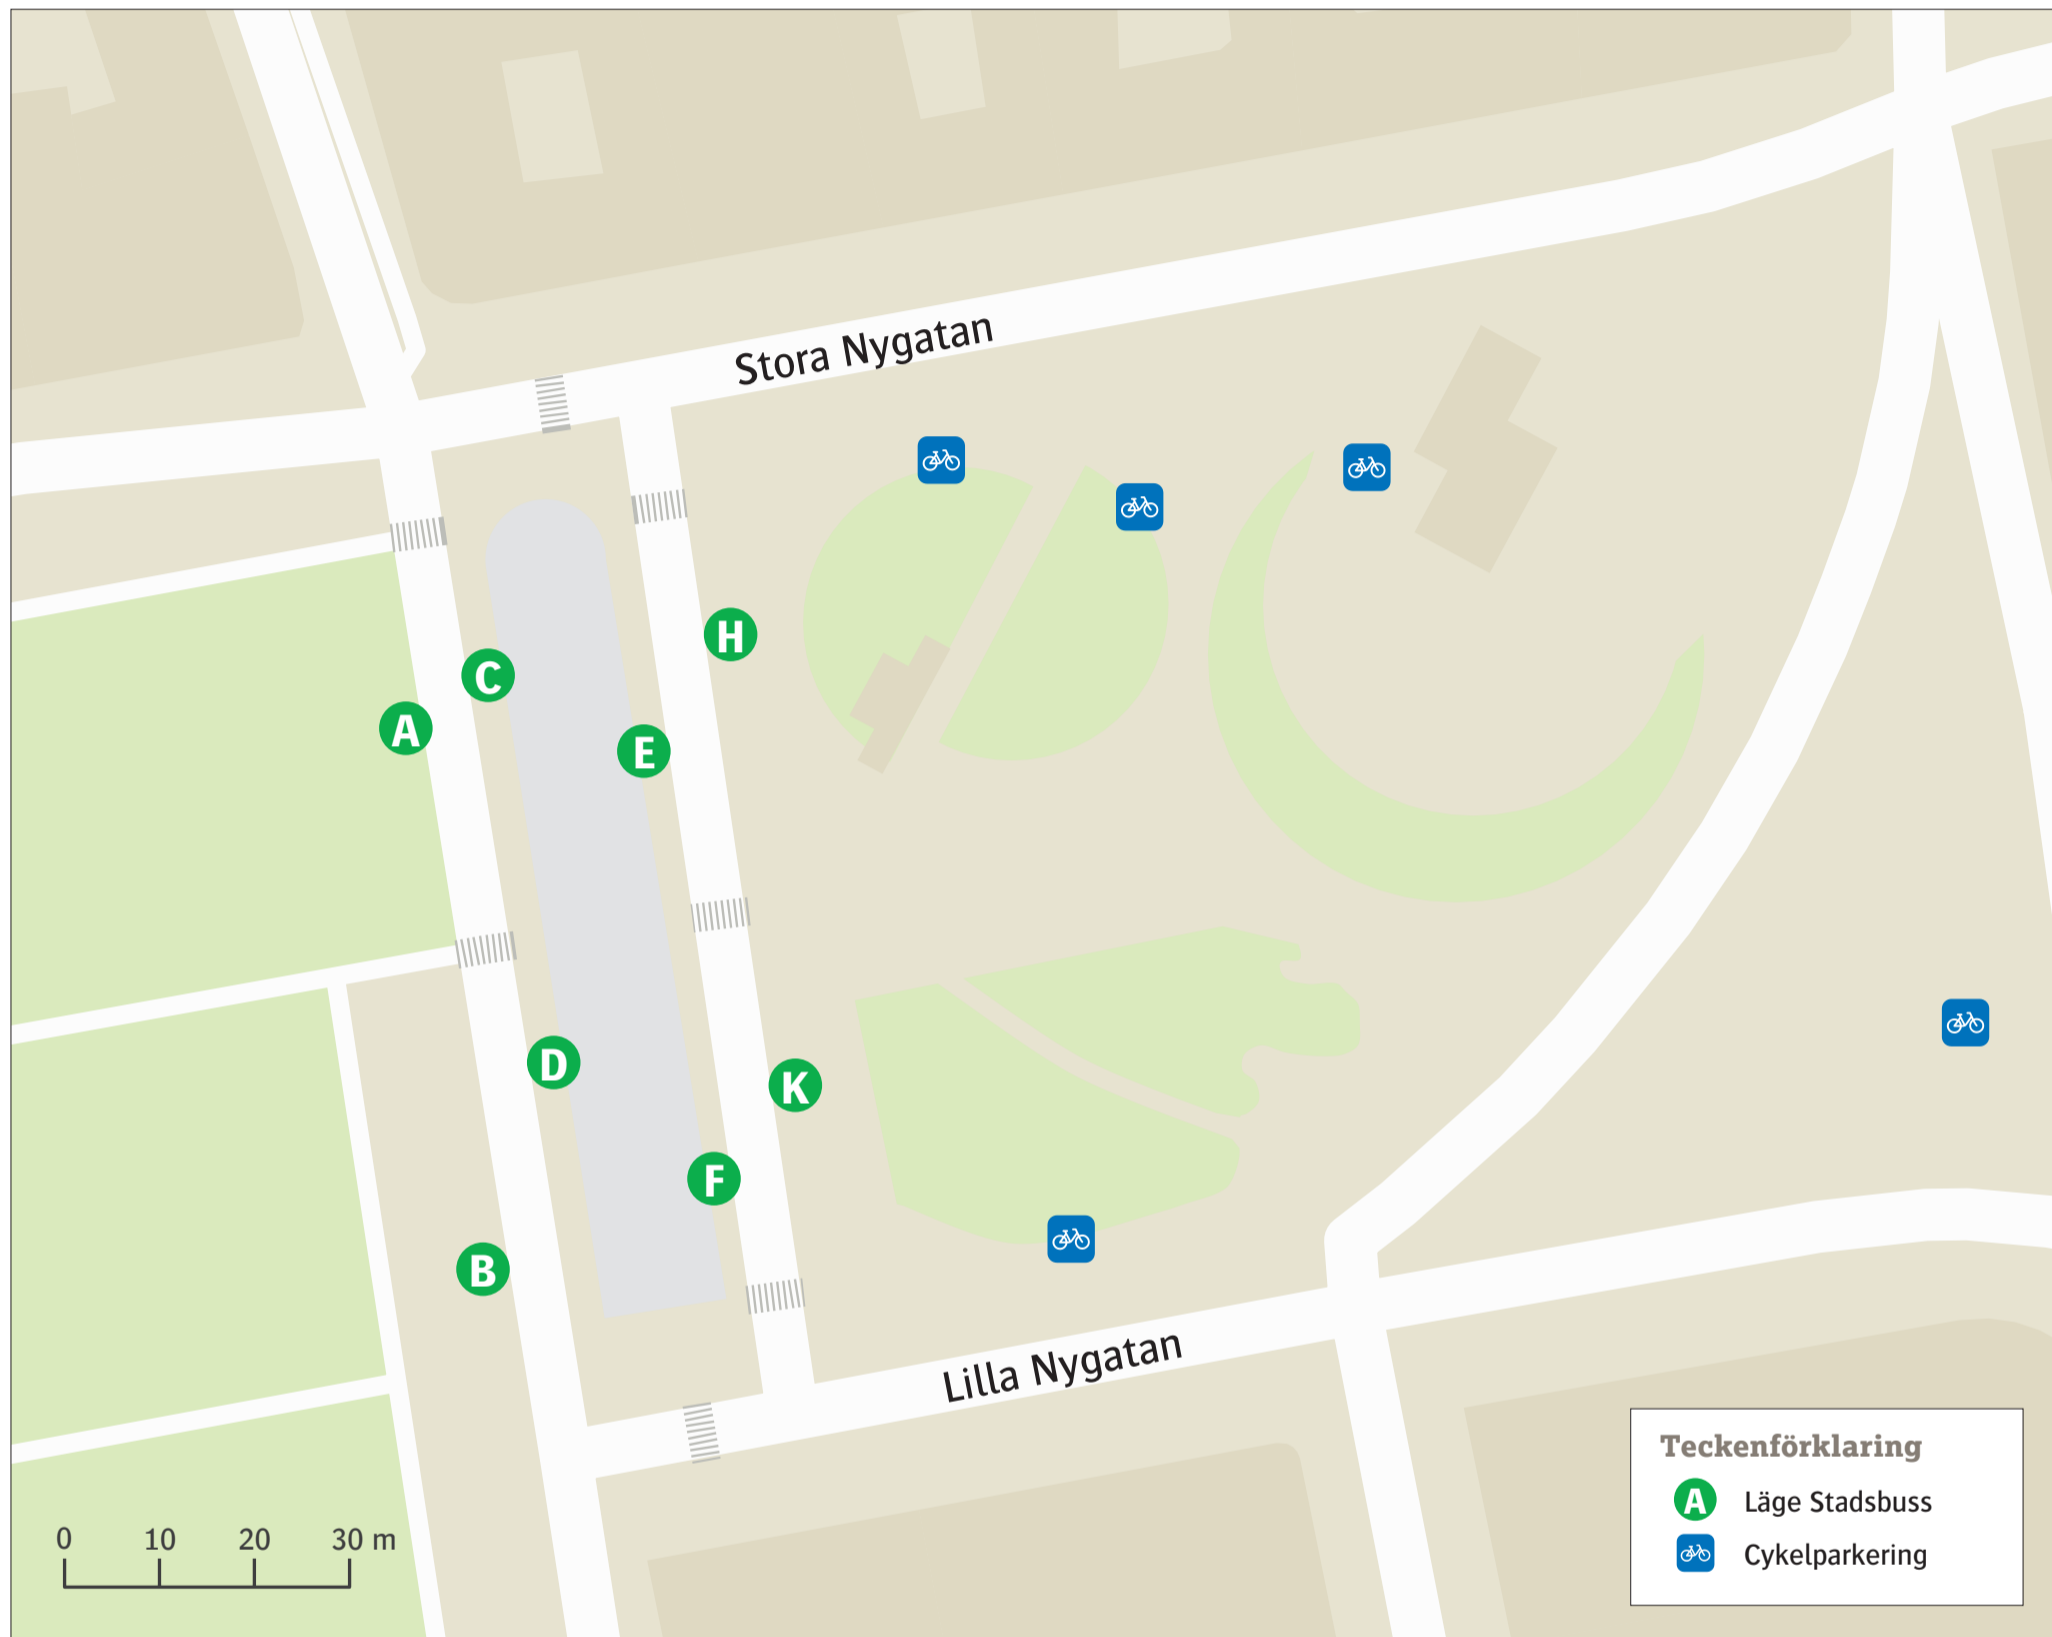 Stora Nygatan
H
C
A
E
D
K
F
B
Lilla Nygatan
Teckenförklaring
A Läge Stadsbuss
Cykelparkering
0 10 20 30 m